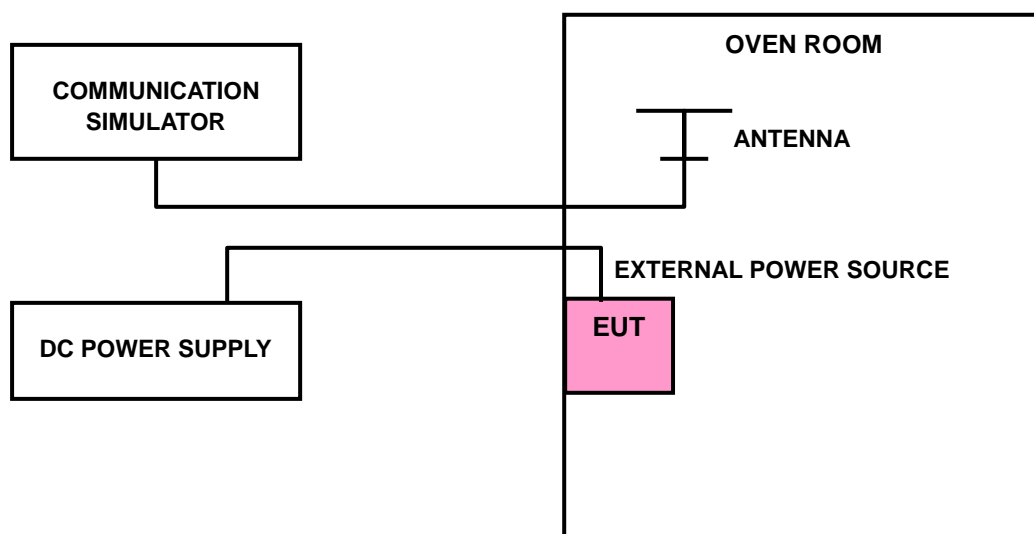 OVEN ROOM
COMMUNICATION
SIMULATOR
ANTENNA
EXTERNAL POWER SOURCE
EUT
DC POWER SUPPLY